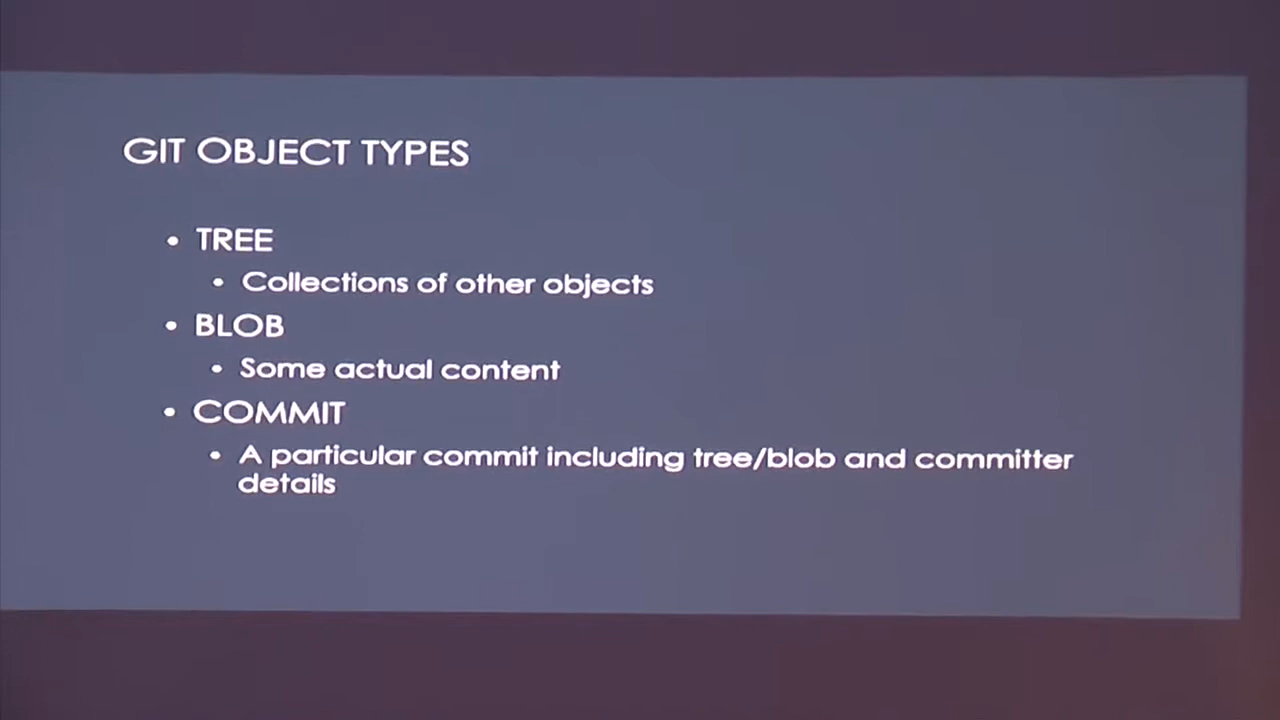 GIT OBJECT TYPES
• TREE
• Collections of other objects
• BLOB
• Some actual content
• COMMIT
• A particular commit including tree/blob and committer
details